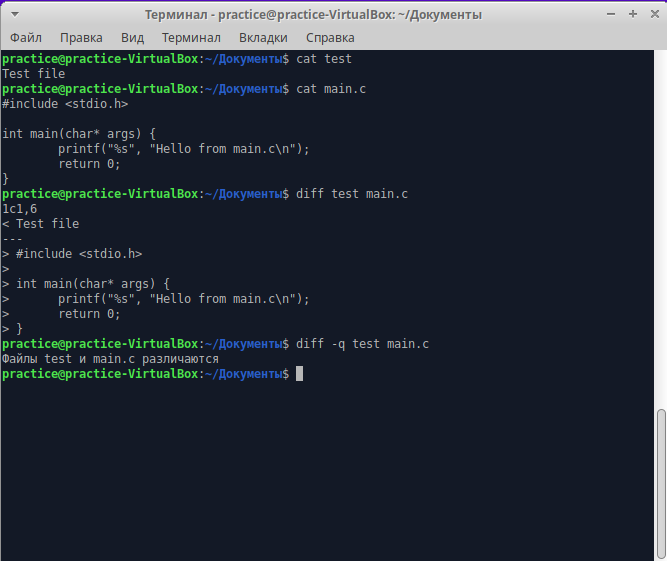 Терминал - practice@practice-VirtualBox: ~/Документы
Файл Правка Вид Терминал Вкладки Справка
practice@practice-VirtualBox:~/Документы$ cat test
Test file
practice@practice-VirtualBox:~/Документы$ cat main.c
#include <stdio.h>

int main(char* args) {
        printf("%s", "Hello from main.c\n");
        return 0;
}
practice@practice-VirtualBox:~/Документы$ diff test main.c
1c1,6
< Test file
---
> #include <stdio.h>
>
> int main(char* args) {
>       printf("%s", "Hello from main.c\n");
>       return 0;
> }
practice@practice-VirtualBox:~/Документы$ diff -q test main.c
Файлы test и main.c различаются
practice@practice-VirtualBox:~/Документы$